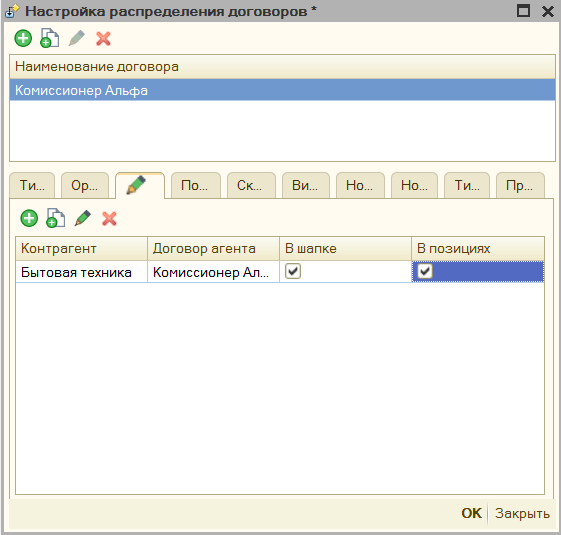 Настройка распределения договоров *
Наименование договора
Комиссионер Альфа
Ти... Ор... По... Ск... Ви... Но... Но... Ти... Пр...
Контрагент Договор агента В шапке В позициях
Бытовая техника Комиссионер Ал...
ОК Закрыть